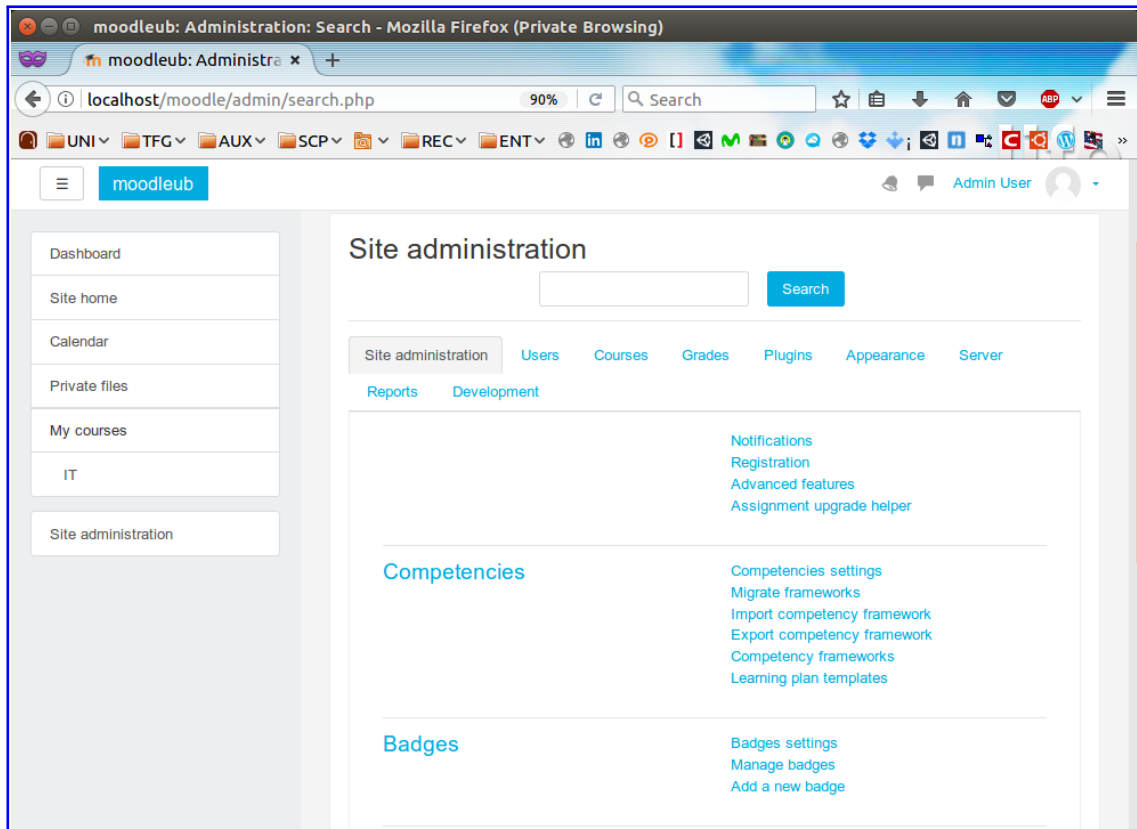 moodleub: Administration: Search - Mozilla Firefox (Private Browsing)
moodleub: Administra
localhost/moodle/admin/search.php 90% Search ABP
UNI TFG AUX SCP REC ENT
moodleub Admin User
Dashboard
Site home
Calendar
Private files
My courses
IT
Site administration
Site administration
Search
Site administration Users Courses Grades Plugins Appearance Server
Reports Development
Notifications
Registration
Advanced features
Assignment upgrade helper
Competencies
Competencies settings
Migrate frameworks
Import competency framework
Export competency framework
Competency frameworks
Learning plan templates
Badges
Badges settings
Manage badges
Add a new badge